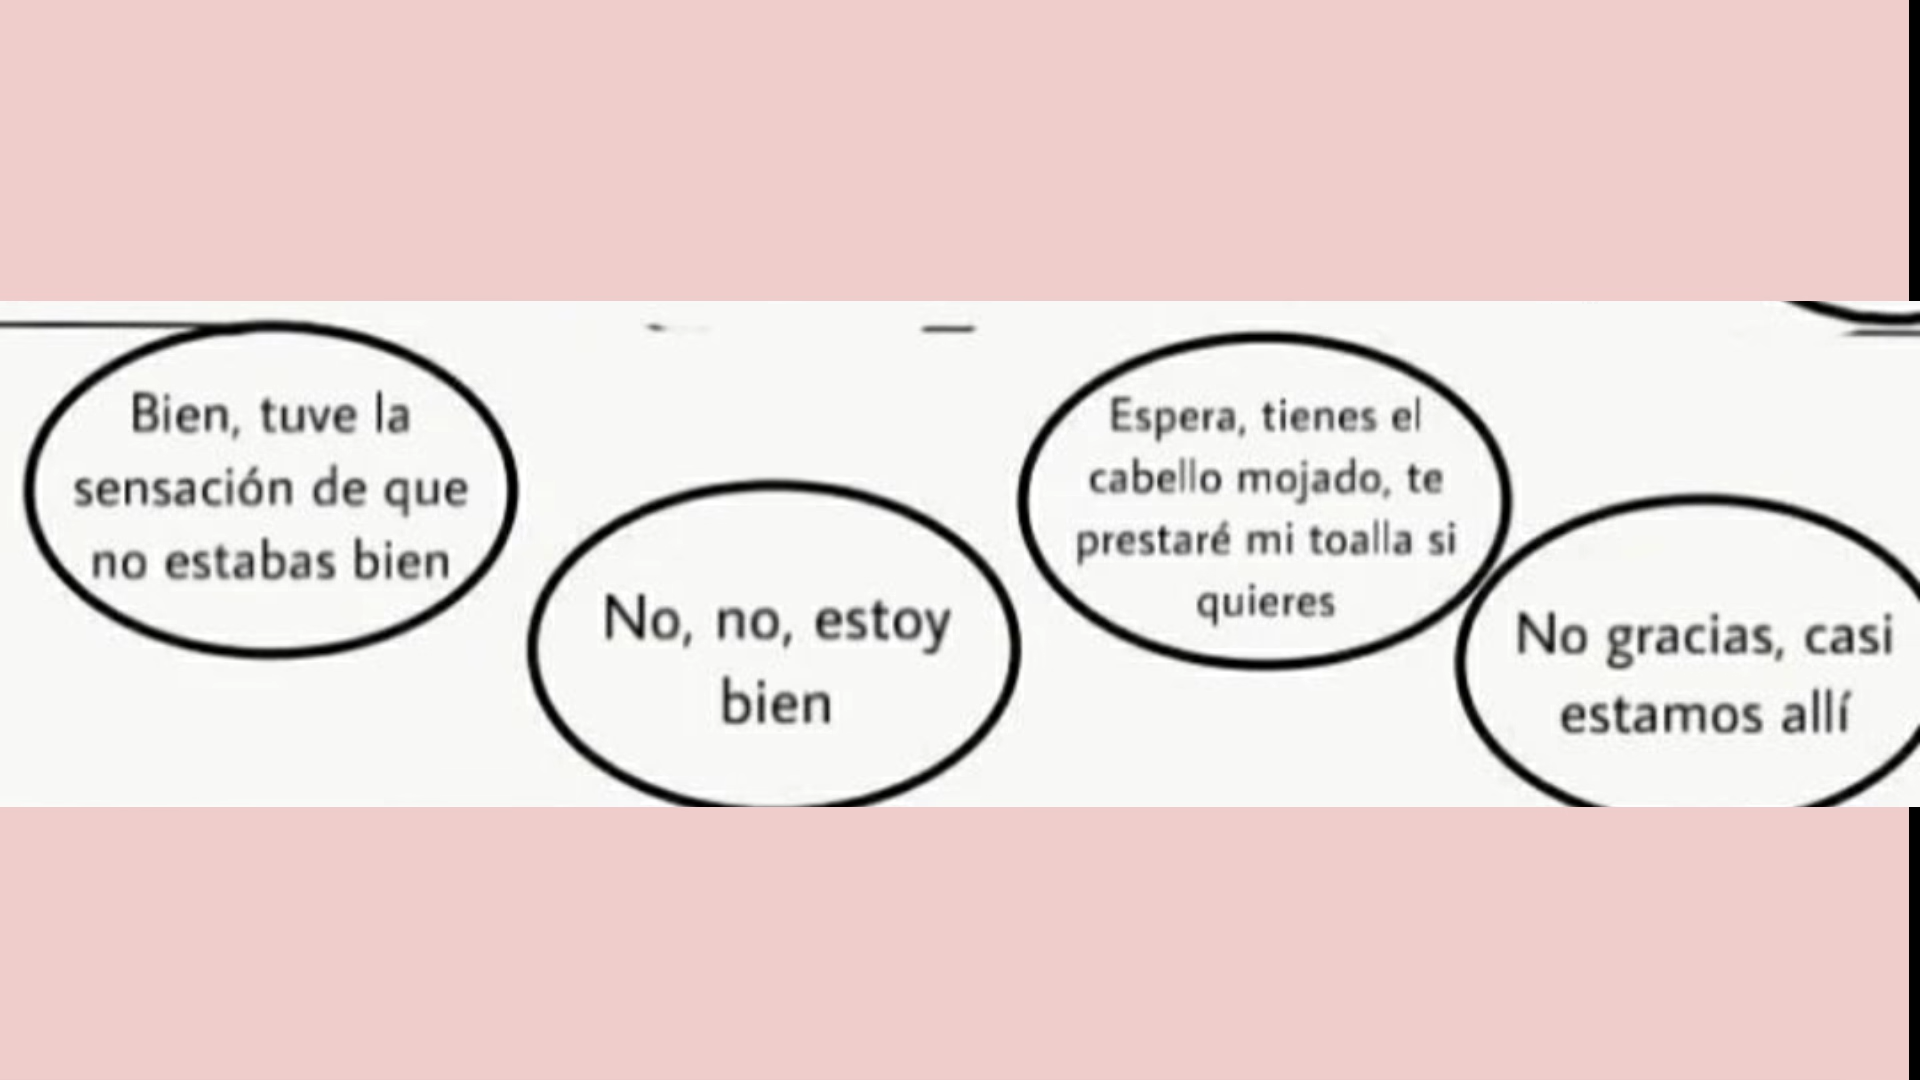 Bien, tuve la
sensación de que
no estabas bien
No, no, estoy
bien
Espera, tienes el
cabello mojado, te
prestaré mi toalla si
quieres
No gracias, casi
estamos allí